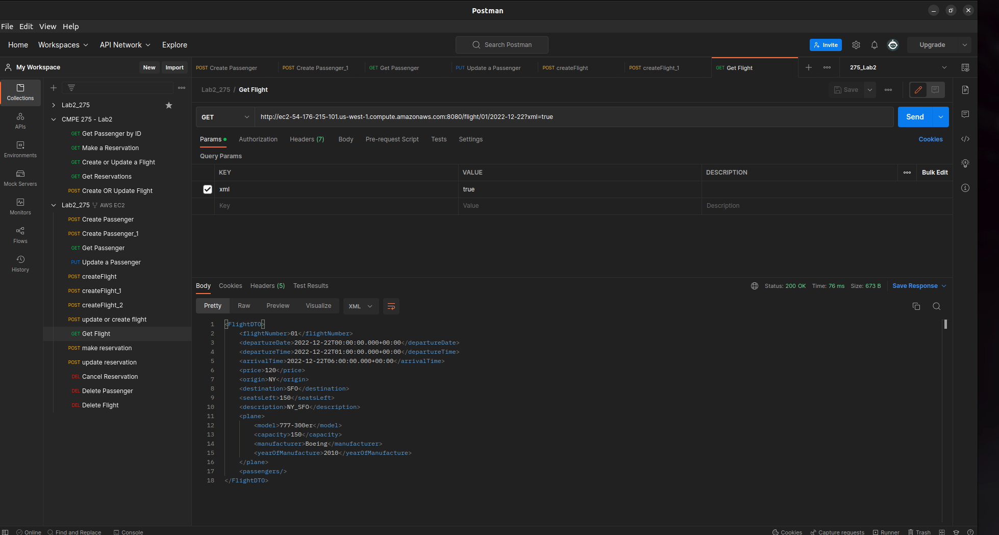 Postman
File Edit View Help
Home Workspaces API Network Explore Search Postman Invite Upgrade
My Workspace New Import
POST Create Passenger POST Create Passenger_1 GET Get Passenger PUT Update a Passenger POST createFlight POST createFlight_1 GET Get Flight 275_Lab2
Collections
APIs
Environments
Mock Servers
Monitors
Flows
History
Lab2_275
CMPE 275 - Lab2
GET Get Passenger by ID
GET Make a Reservation
GET Create or Update a Flight
GET Get Reservations
POST Create OR Update Flight
Lab2_275 AWS EC2
POST Create Passenger
POST Create Passenger_1
GET Get Passenger
PUT Update a Passenger
POST createFlight
POST createFlight_1
POST createFlight_2
POST update or create flight
GET Get Flight
POST make reservation
POST update reservation
DEL Cancel Reservation
DEL Delete Passenger
DEL Delete Flight
Lab2_275 / Get Flight Save
GET http://ec2-54-176-215-101.us-west-1.compute.amazonaws.com:8080/flight/01/2022-12-22?xml=true Send
Params Authorization Headers (7) Body Pre-request Script Tests Settings Cookies
Query Params
KEY VALUE DESCRIPTION Bulk Edit
xml true
Key Value Description
Body Cookies Headers (5) Test Results Status: 200 OK Time: 76 ms Size: 673 B Save Response
Pretty Raw Preview Visualize XML
1 <FlightDTO>
2 <flightNumber>01</flightNumber>
3 <departureDate>2022-12-22T00:00:00.000+00:00</departureDate>
4 <departureTime>2022-12-22T01:00:00.000+00:00</departureTime>
5 <arrivalTime>2022-12-22T06:00:00.000+00:00</arrivalTime>
6 <price>120</price>
7 <origin>NY</origin>
8 <destination>SFO</destination>
9 <seatsLeft>150</seatsLeft>
10 <description>NY_SFO</description>
11 <plane>
12 <model>777-300er</model>
13 <capacity>150</capacity>
14 <manufacturer>Boeing</manufacturer>
15 <yearOfManufacture>2010</yearOfManufacture>
16 </plane>
17 <passengers/>
18 </FlightDTO>
Online Find and Replace Console Cookies Capture requests Runner Trash